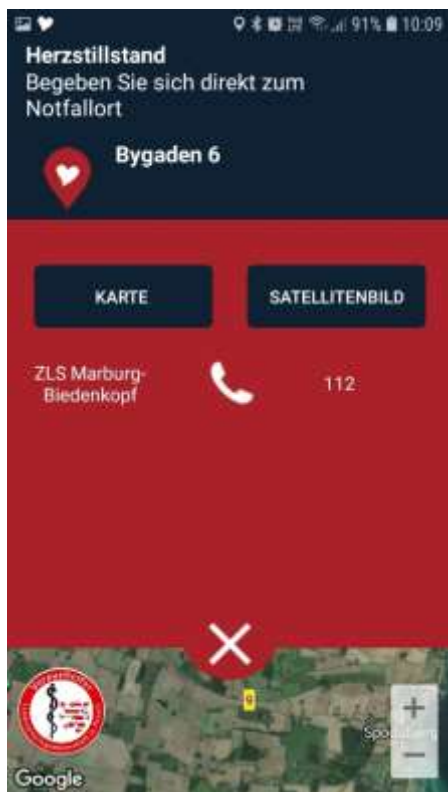 91% 10:09
Herzstillstand
Begeben Sie sich direkt zum
Notfallort
Bygaden 6
KARTE
SATELLITENBILD
ZLS Marburg-
Biedenkopf
112
+
−
Google